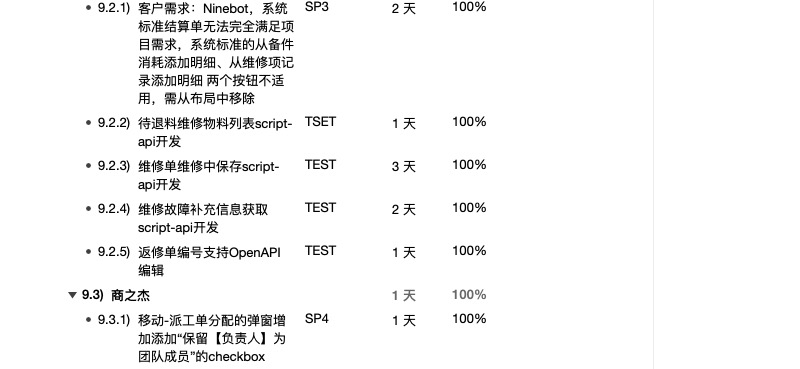 9.2.1) 客户需求：Ninebot，系统 SP3 2 天 100%
标准结算单无法完全满足项
目需求，系统标准的从备件
消耗添加明细、从维修项记
录添加明细 两个按钮不适
用，需从布局中移除
9.2.2) 待退料维修物料列表script- TSET 1 天 100%
api开发
9.2.3) 维修单维修中保存script- TEST 3 天 100%
api开发
9.2.4) 维修故障补充信息获取 TEST 2 天 100%
script-api开发
9.2.5) 返修单编号支持OpenAPI TEST 1 天 100%
编辑
9.3) 商之杰 1 天 100%
9.3.1) 移动-派工单分配的弹窗增 SP4 1 天 100%
加添加“保留【负责人】为
团队成员”的checkbox